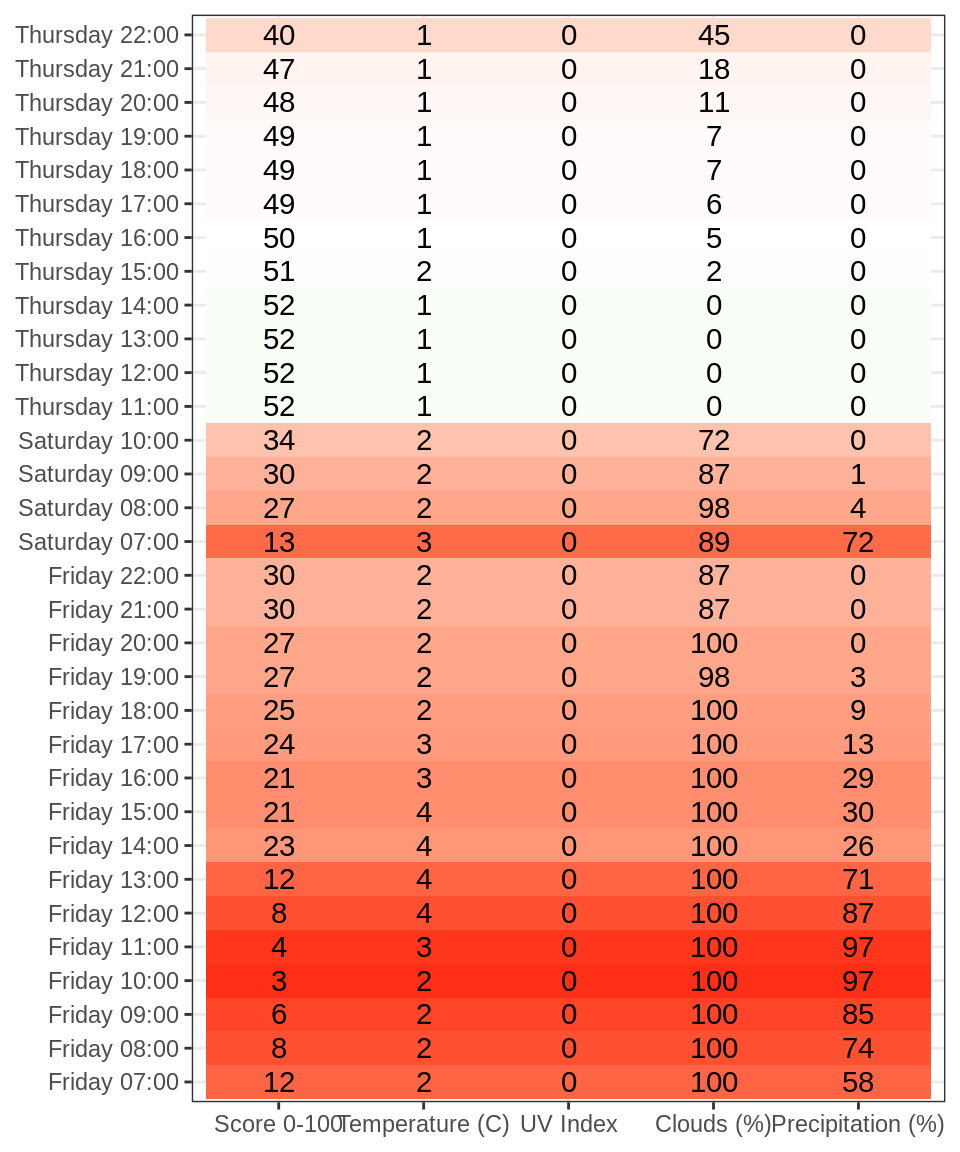 Thursday 22:00 40 1 0 45 0
Thursday 21:00 47 1 0 18 0
Thursday 20:00 48 1 0 11 0
Thursday 19:00 49 1 0 7 0
Thursday 18:00 49 1 0 7 0
Thursday 17:00 49 1 0 6 0
Thursday 16:00 50 1 0 5 0
Thursday 15:00 51 2 0 2 0
Thursday 14:00 52 1 0 0 0
Thursday 13:00 52 1 0 0 0
Thursday 12:00 52 1 0 0 0
Thursday 11:00 52 1 0 0 0
Saturday 10:00 34 2 0 72 0
Saturday 09:00 30 2 0 87 1
Saturday 08:00 27 2 0 98 4
Saturday 07:00 13 3 0 89 72
Friday 22:00 30 2 0 87 0
Friday 21:00 30 2 0 87 0
Friday 20:00 27 2 0 100 0
Friday 19:00 27 2 0 98 3
Friday 18:00 25 2 0 100 9
Friday 17:00 24 3 0 100 13
Friday 16:00 21 3 0 100 29
Friday 15:00 21 4 0 100 30
Friday 14:00 23 4 0 100 26
Friday 13:00 12 4 0 100 71
Friday 12:00 8 4 0 100 87
Friday 11:00 4 3 0 100 97
Friday 10:00 3 2 0 100 97
Friday 09:00 6 2 0 100 85
Friday 08:00 8 2 0 100 74
Friday 07:00 12 2 0 100 58
Score 0-100 Temperature (C) UV Index Clouds (%) Precipitation (%)